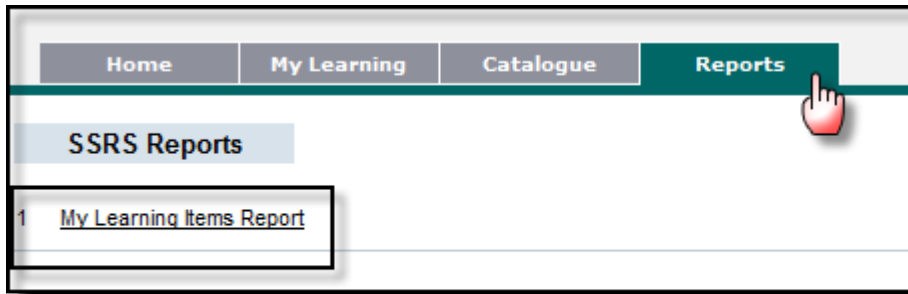 Home My Learning Catalogue Reports
SSRS Reports
1 My Learning Items Report